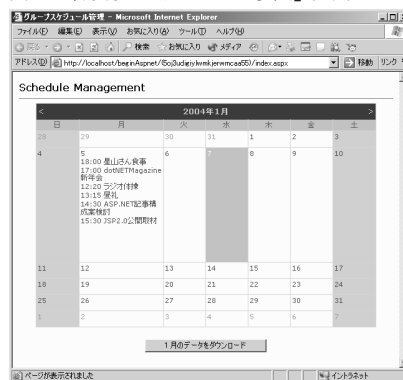 グループスケジュール管理 - Microsoft Internet Explorer
ファイル(F) 編集(E) 表示(V) お気に入り(A) ツール(T) ヘルプ(H)
戻る 検索 お気に入り メディア
アドレス(D) http://localhost/beginAspnet/(5oj3udiejylwmkjerwmcaa55)/index.aspx 移動 リンク
Schedule Management
< 2004年1月 >
日 月 火 水 木 金 土
28 29 30 31 1 2 3
4 5 6 7 8 9 10
18:00 星山さん食事
17:00 dotNETMagazine
新年会
12:20 ラジオ体操
13:15 昼礼
14:30 ASP.NET記事構
成案検討
15:30 JSP2.0公開取材
11 12 13 14 15 16 17
18 19 20 21 22 23 24
25 26 27 28 29 30 31
1 2 3 4 5 6 7
1月のデータをダウンロード
ページが表示されました イントラネット